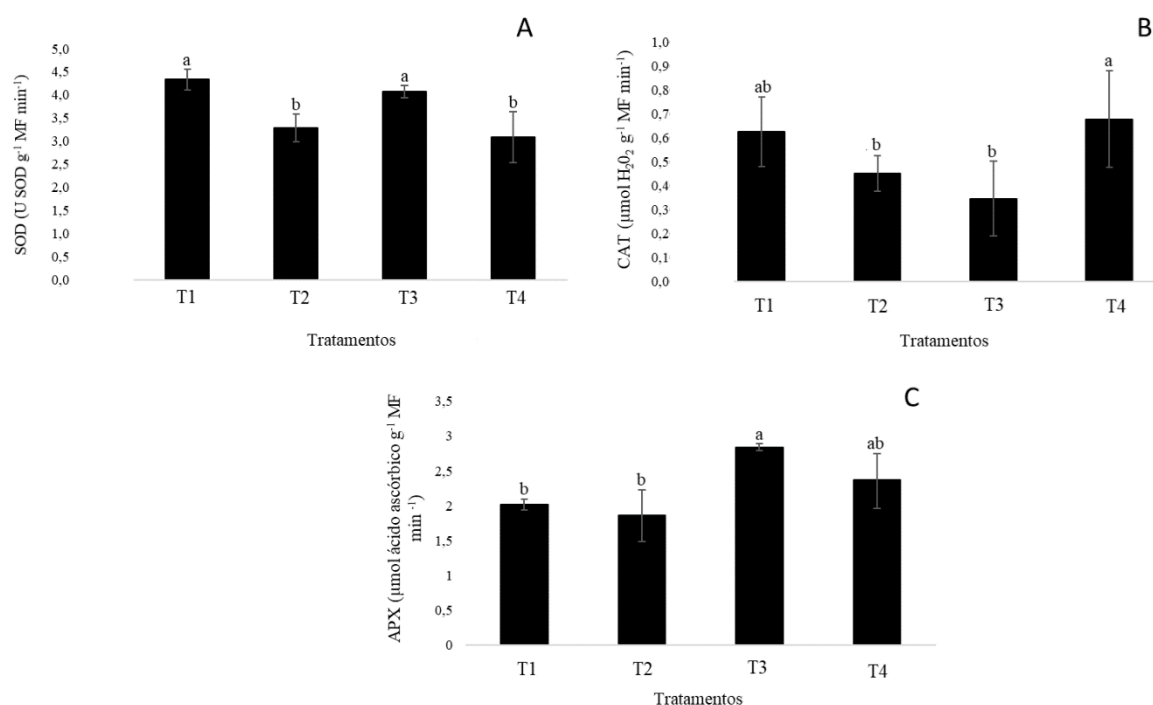 A
SOD (U SOD g⁻¹ MF min⁻¹)
5,0
4,5
4,0
3,5
3,0
2,5
2,0
1,5
1,0
0,5
0,0
a
b
a
b
T1 T2 T3 T4
Tratamentos
B
CAT (µmol H₂0₂ g⁻¹ MF min⁻¹)
1,0
0,9
0,8
0,7
0,6
0,5
0,4
0,3
0,2
0,1
0,0
ab
b
b
a
T1 T2 T3 T4
Tratamentos
C
APX (µmol ácido ascórbico g⁻¹ MF
min ⁻¹)
3,5
3
2,5
2
1,5
1
0,5
0
b
b
a
ab
T1 T2 T3 T4
Tratamentos